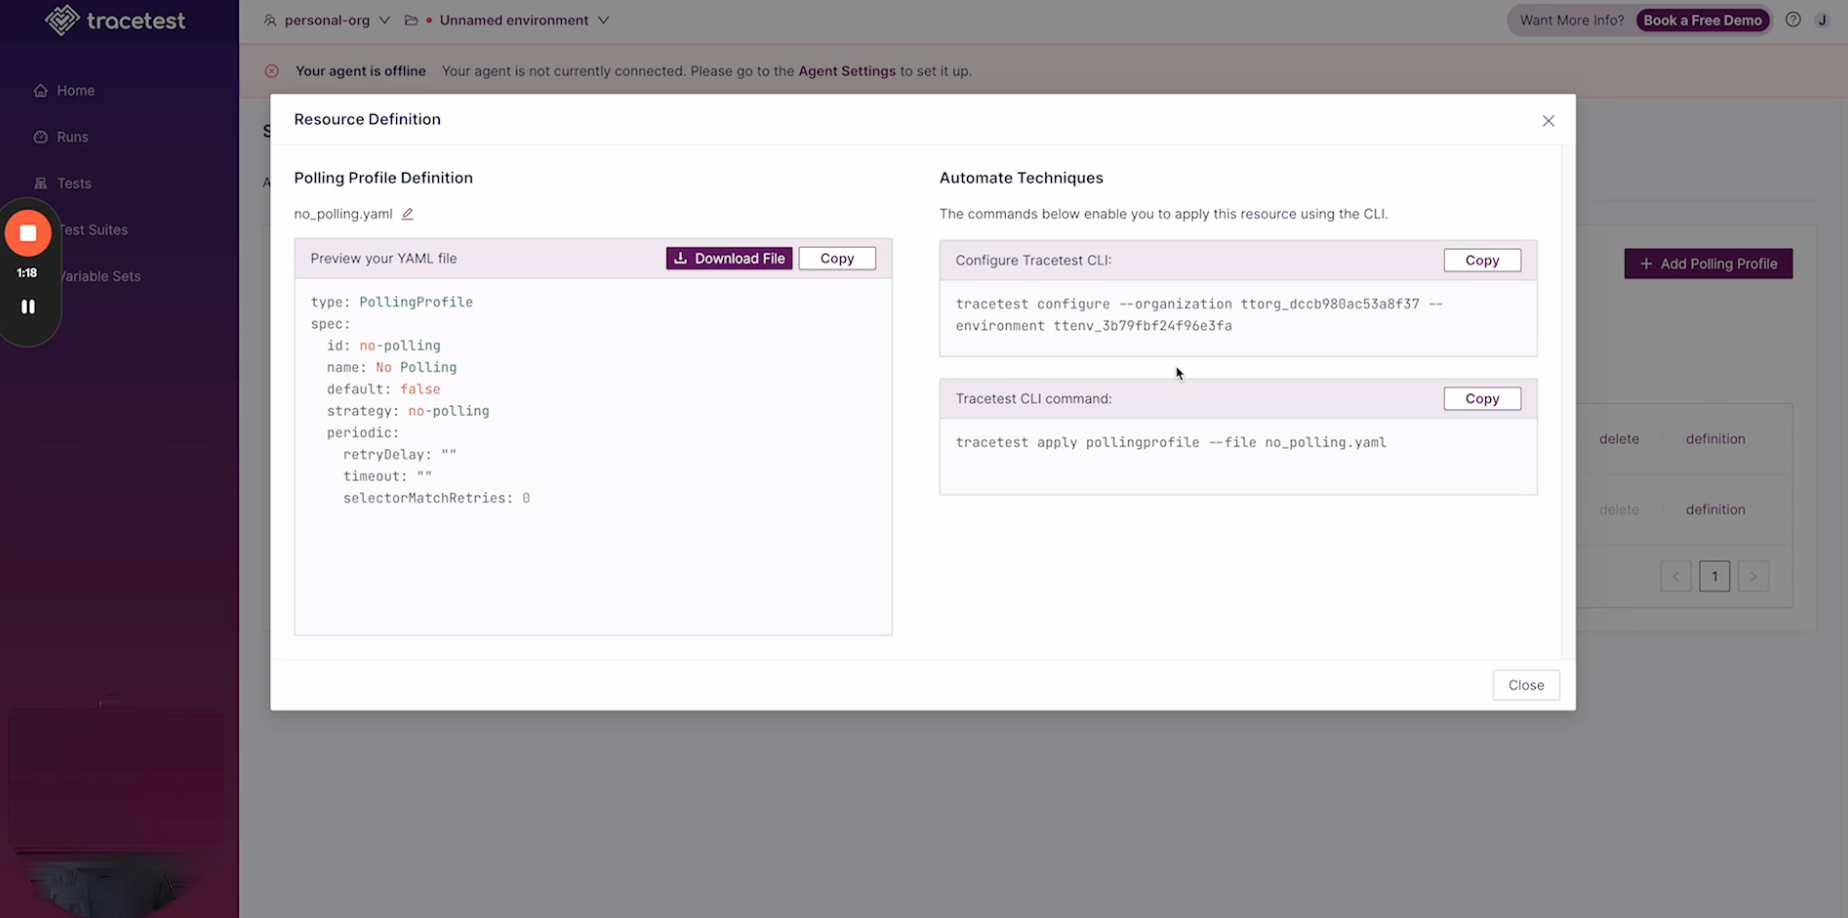 tracetest
personal-org
Unnamed environment
Want More Info?
Book a Free Demo
J
Your agent is offline
Your agent is not currently connected. Please go to the Agent Settings to set it up.
Home
Runs
Tests
Test Suites
Variable Sets
1:18
Resource Definition
Polling Profile Definition
no_polling.yaml
Preview your YAML file
Download File
Copy
type: PollingProfile
spec:
  id: no-polling
  name: No Polling
  default: false
  strategy: no-polling
  periodic:
    retryDelay: ""
    timeout: ""
    selectorMatchRetries: 0
Automate Techniques
The commands below enable you to apply this resource using the CLI.
Configure Tracetest CLI:
Copy
tracetest configure --organization ttorg_dccb980ac53a8f37 --
environment ttenv_3b79fbf24f96e3fa
Tracetest CLI command:
Copy
tracetest apply pollingprofile --file no_polling.yaml
Close
+ Add Polling Profile
delete
definition
delete
definition
< 1 >